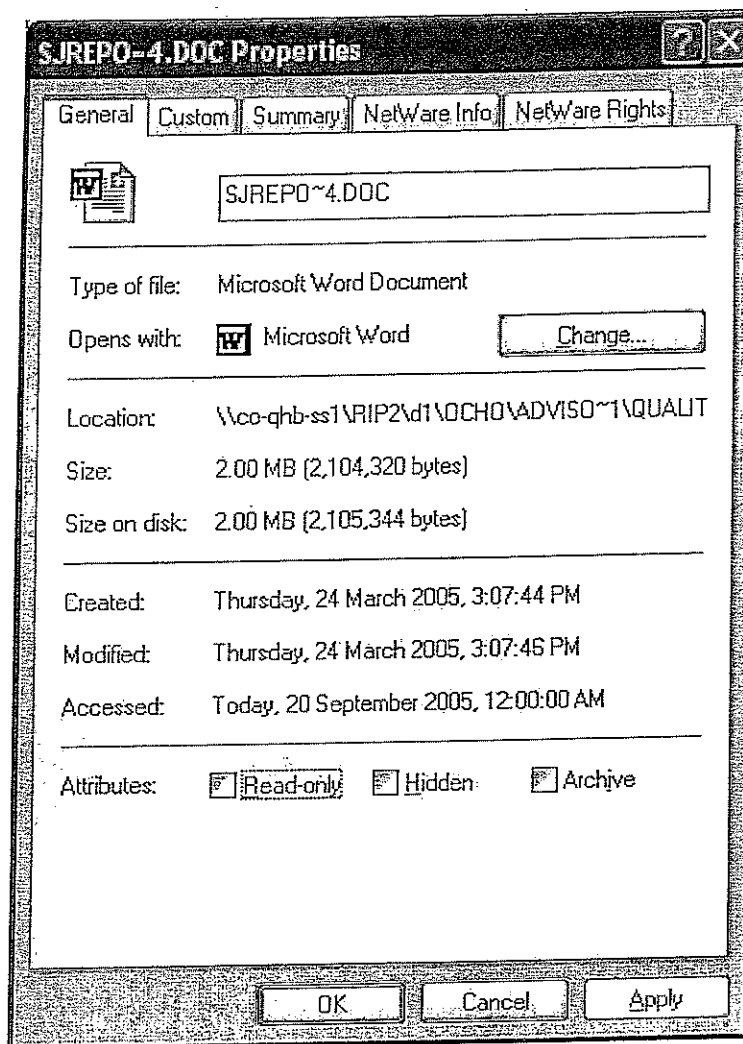 SJREPO~4.DOC Properties
General Custom Summary NetWare Info NetWare Rights
SJREPO~4.DOC
Type of file: Microsoft Word Document
Opens with: Microsoft Word Change...
Location: \\co-qhb-ss1\RIP2\d1\OCHO\ADVISO~1\QUALIT
Size: 2.00 MB (2,104,320 bytes)
Size on disk: 2.00 MB (2,105,344 bytes)
Created: Thursday, 24 March 2005, 3:07:44 PM
Modified: Thursday, 24 March 2005, 3:07:46 PM
Accessed: Today, 20 September 2005, 12:00:00 AM
Attributes: Read-only Hidden Archive
OK Cancel Apply